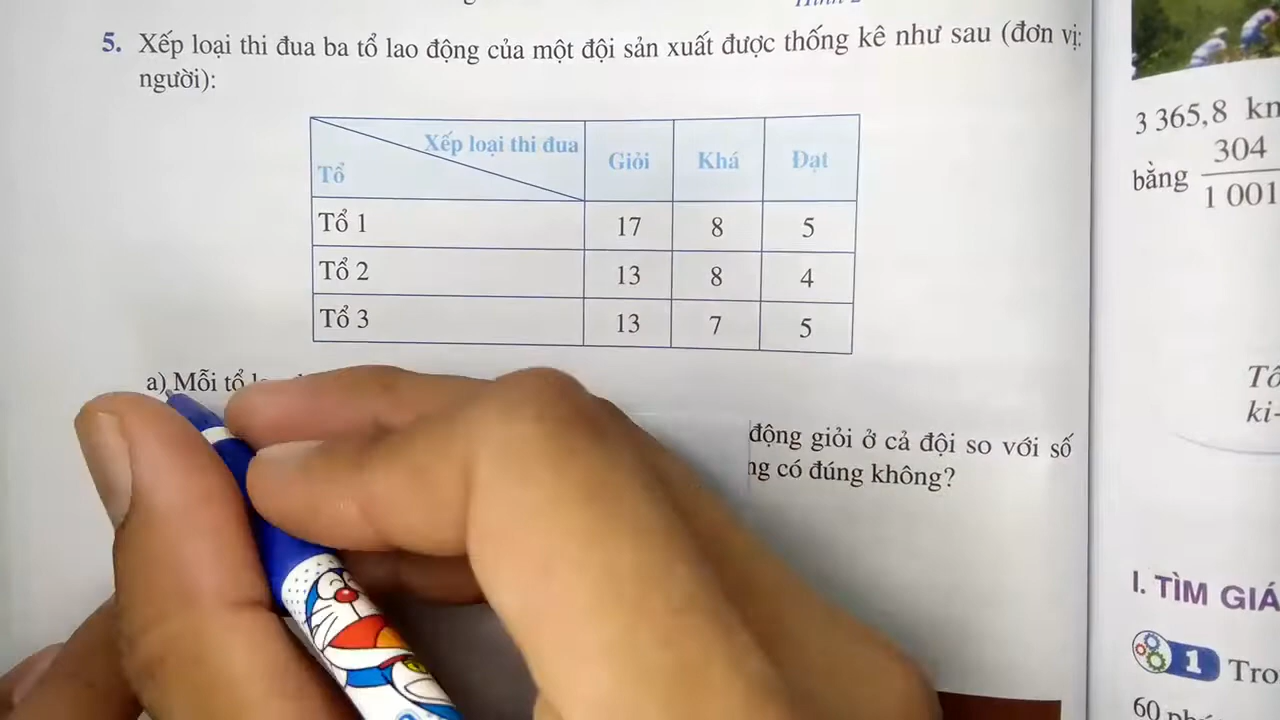 5. Xếp loại thi đua ba tổ lao động của một đội sản xuất được thống kê như sau (đơn vị:
người):
Xếp loại thi đua
Tổ
Giỏi Khá Đạt
Tổ 1 17 8 5
Tổ 2 13 8 4
Tổ 3 13 7 5
a) Mỗi tổ
động giỏi ở cả đội so với số
có đúng không?
3 365,8
304
bằng
1 001
ki-
I. TÌM GIÁ
1
60